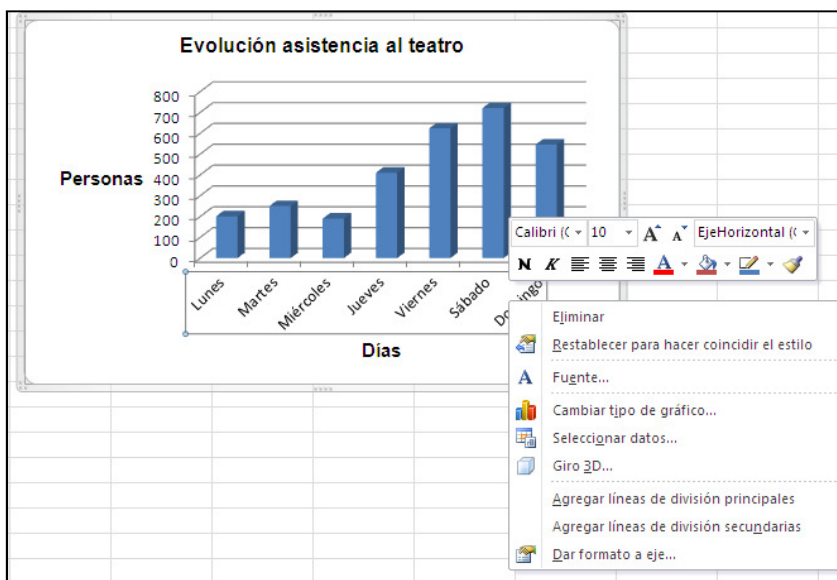 Evolución asistencia al teatro
800
700
600
500
400
300
200
100
0
Personas
Lunes
Martes
Miércoles
Jueves
Viernes
Sábado
Días
Calibri (( 10 A A EjeHorizontal ((
N K A
Eliminar
Restablecer para hacer coincidir el estilo
A Fuente...
Cambiar tipo de gráfico...
Seleccionar datos...
Giro 3D...
Agregar líneas de división principales
Agregar líneas de división secundarias
Dar formato a eje...